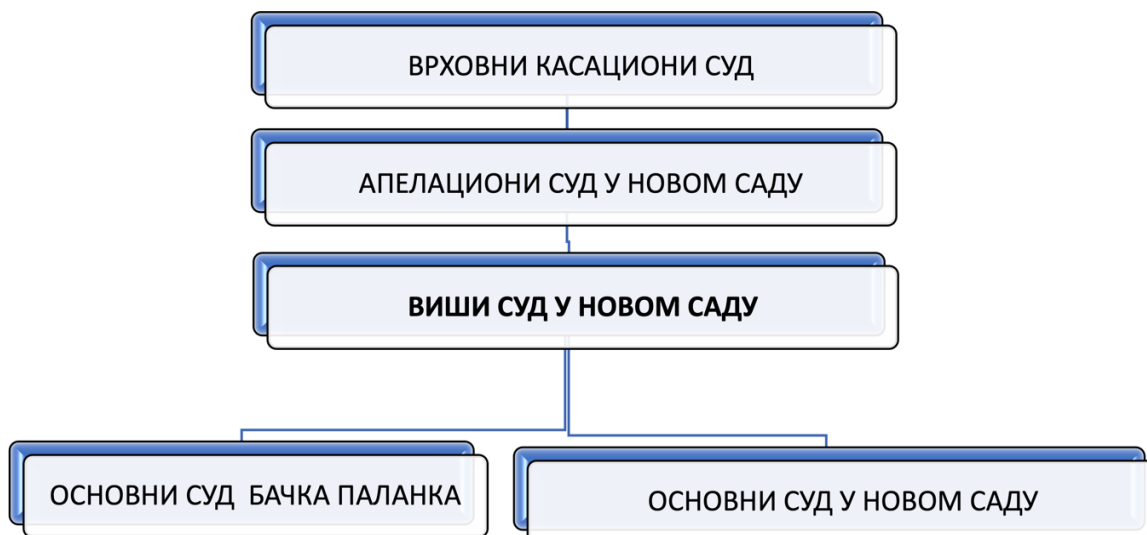 ВРХОВНИ КАСАЦИОНИ СУД
АПЕЛАЦИОНИ СУД У НОВОМ САДУ
ВИШИ СУД У НОВОМ САДУ
ОСНОВНИ СУД  БАЧКА ПАЛАНКА
ОСНОВНИ СУД У НОВОМ САДУ